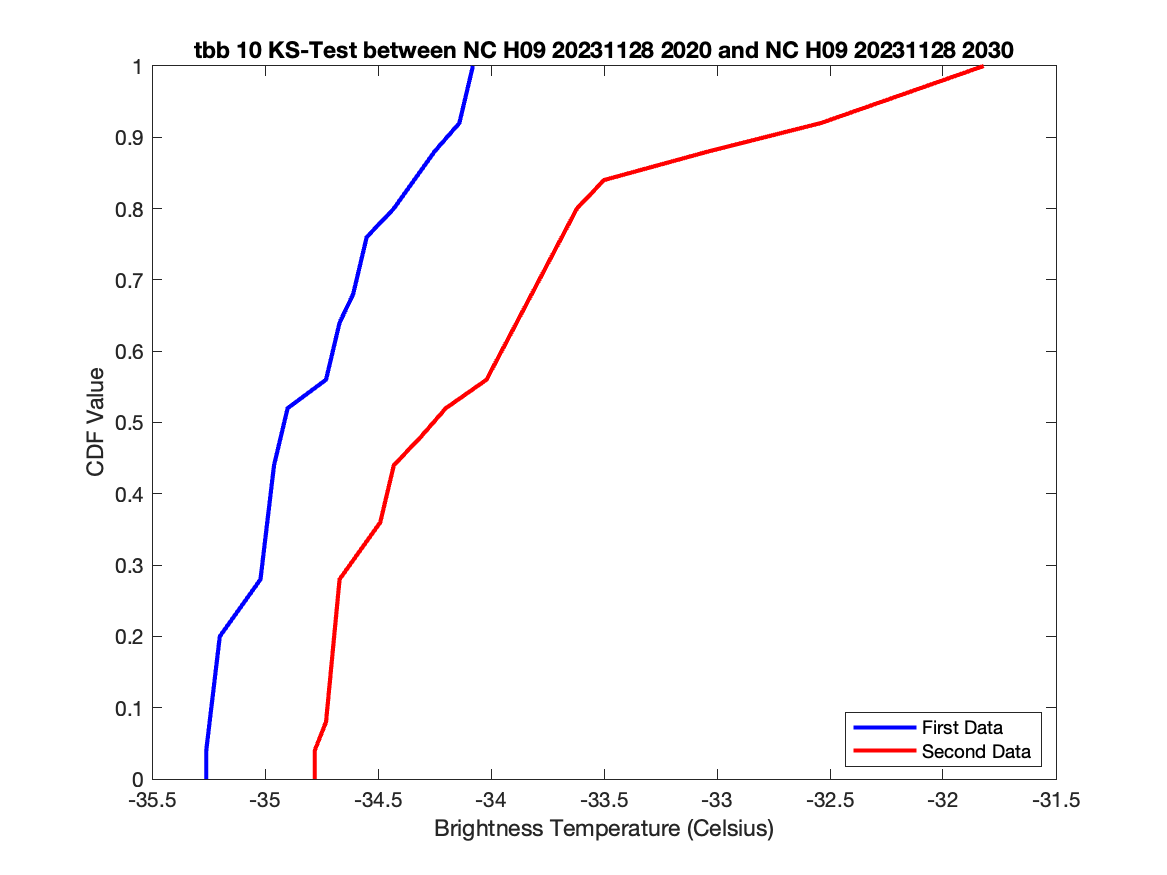 tbb 10 KS-Test between NC H09 20231128 2020 and NC H09 20231128 2030
1
0.9
0.8
0.7
0.6
0.5
0.4
0.3
0.2
0.1
0
CDF Value
First Data
Second Data
-35.5 -35 -34.5 -34 -33.5 -33 -32.5 -32 -31.5
Brightness Temperature (Celsius)